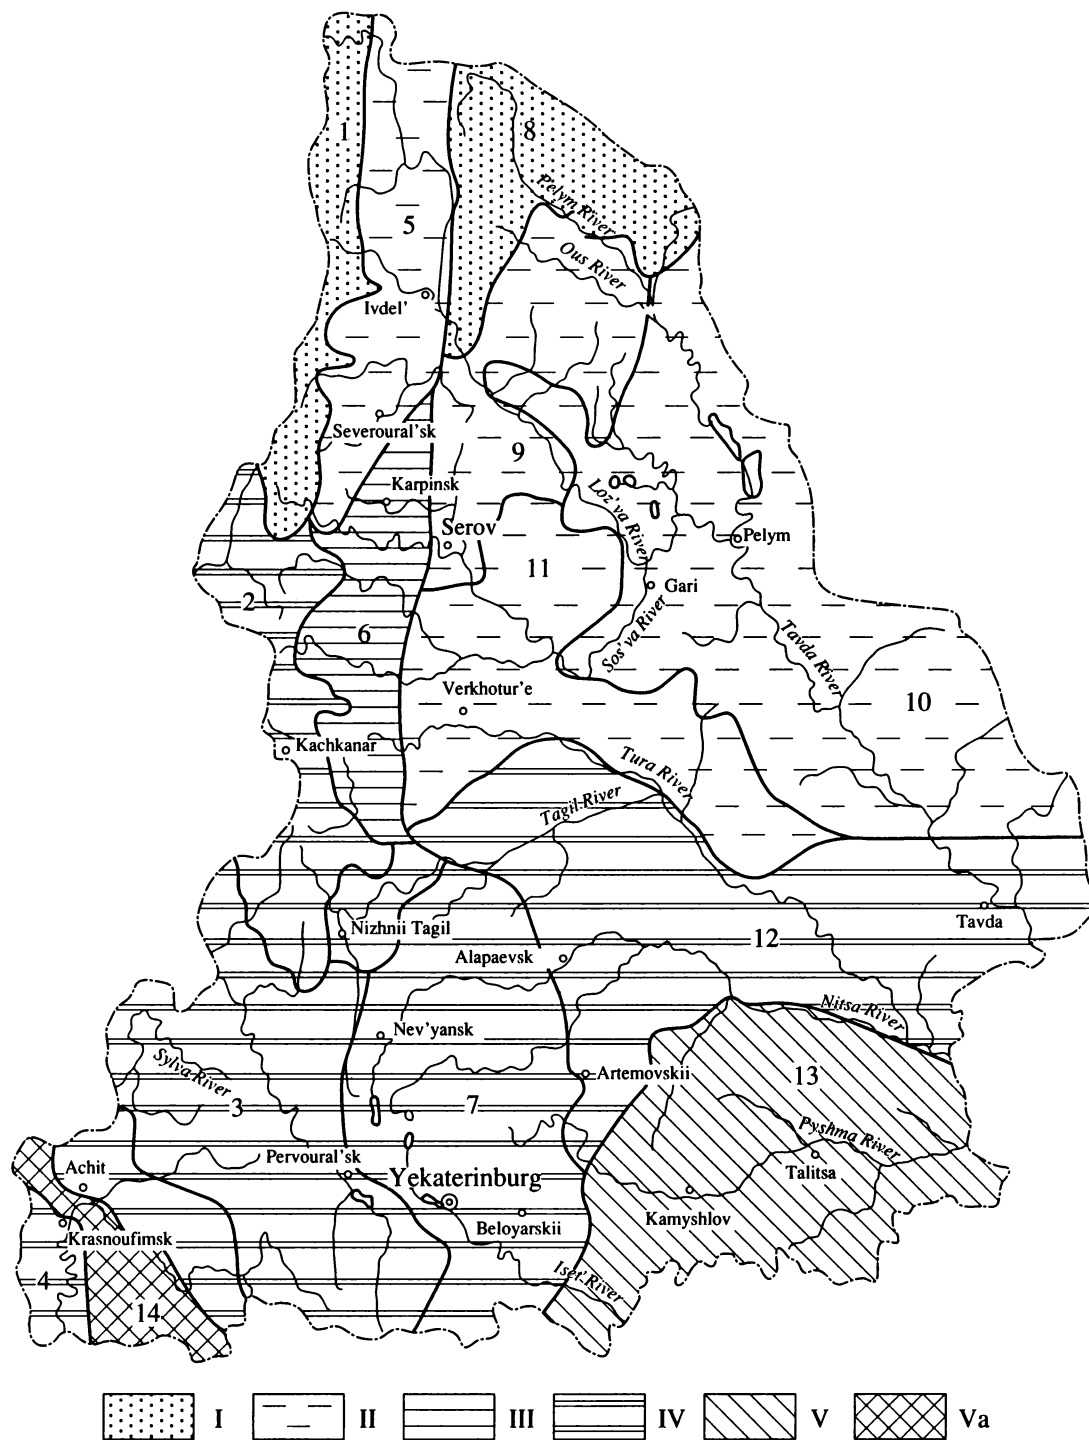 1
8
Pelym River
5
Ous River
Ivdel'
Severoural'sk
9
Karpinsk
Loz'va River
Serov
Pelym
11
Gari
2
6
Sos'va River
Tavda River
Verkhotur'e
10
Kachkanar
Tura River
Tagil River
Tavda
Nizhnii Tagil
12
Alapaevsk
Nitsa River
Nev'yansk
Sylva River
Artemovskii
13
3
7
Pyshma River
Pervoural'sk
Achit
Talitsa
Yekaterinburg
Kamyshlov
Beloyarskii
Krasnoufimsk
4
Iset' River
14
I II III IV V Va